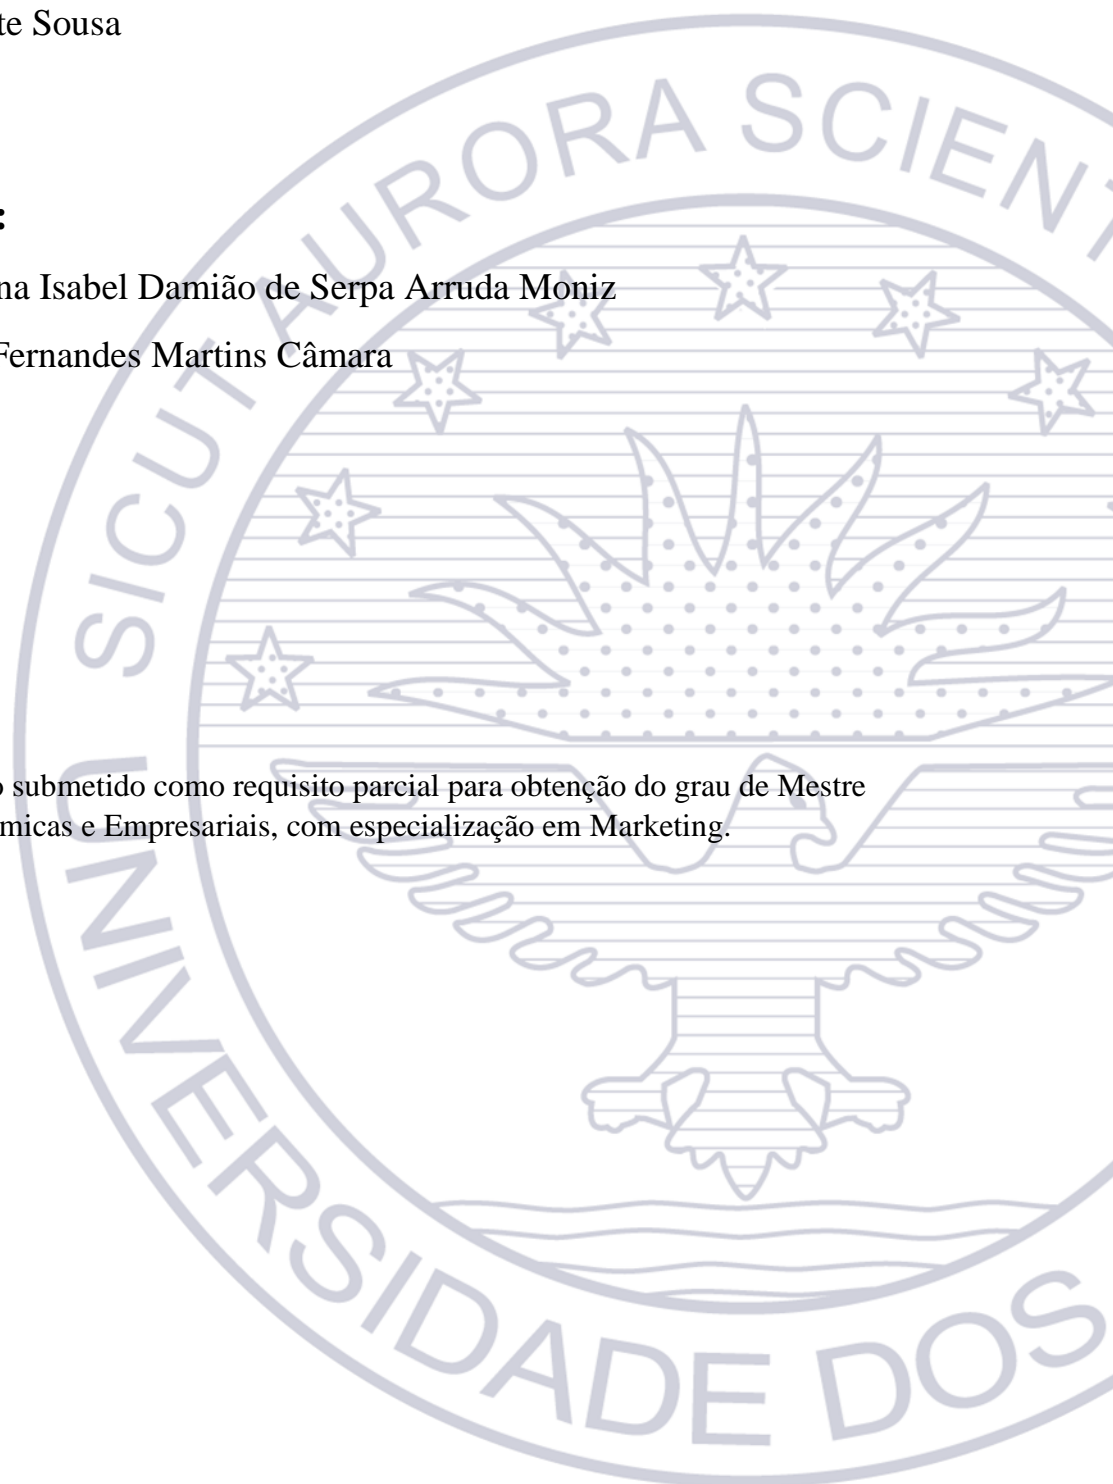 te Sousa
:
na Isabel Damião de Serpa Arruda Moniz
Fernandes Martins Câmara
o submetido como requisito parcial para obtenção do grau de Mestre
micas e Empresariais, com especialização em Marketing.
SICUT AURORA SCIENT
UNIVERSIDADE DOS